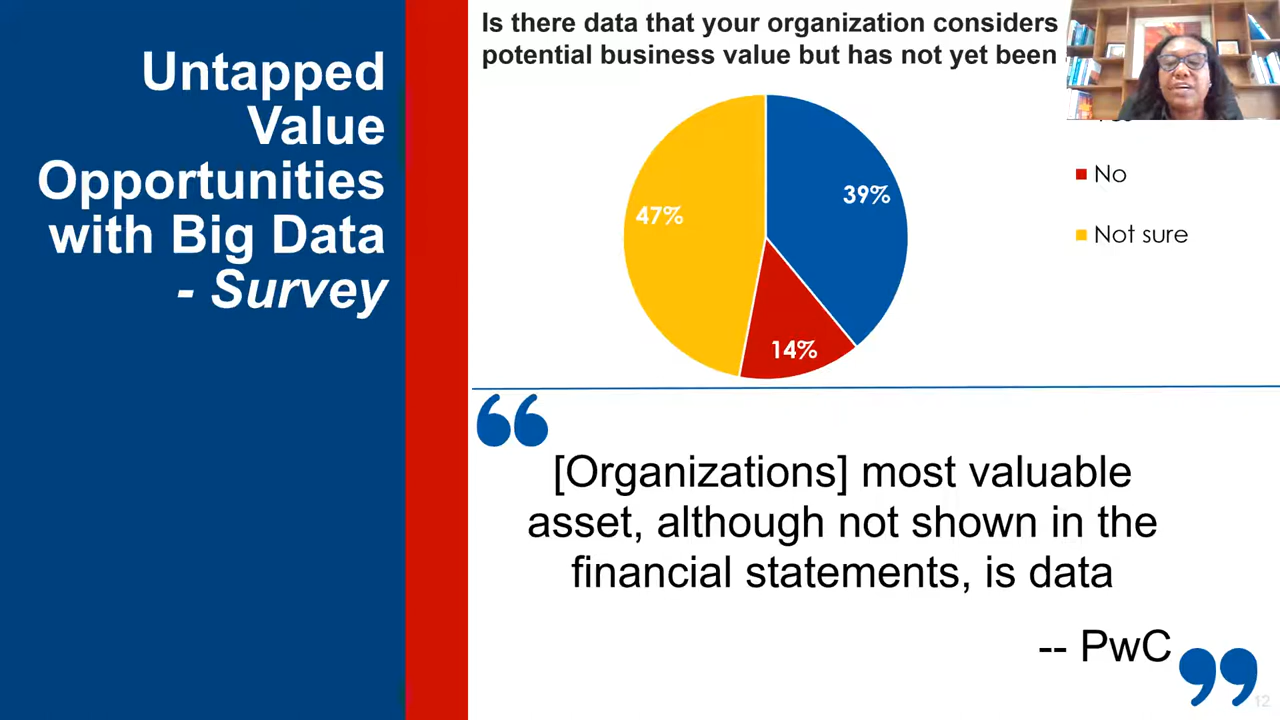 Untapped
Value
Opportunities
with Big Data
- Survey
Is there data that your organization considers
potential business value but has not yet been
39%
47%
14%
No
Not sure
[Organizations] most valuable
asset, although not shown in the
financial statements, is data
-- PwC
12